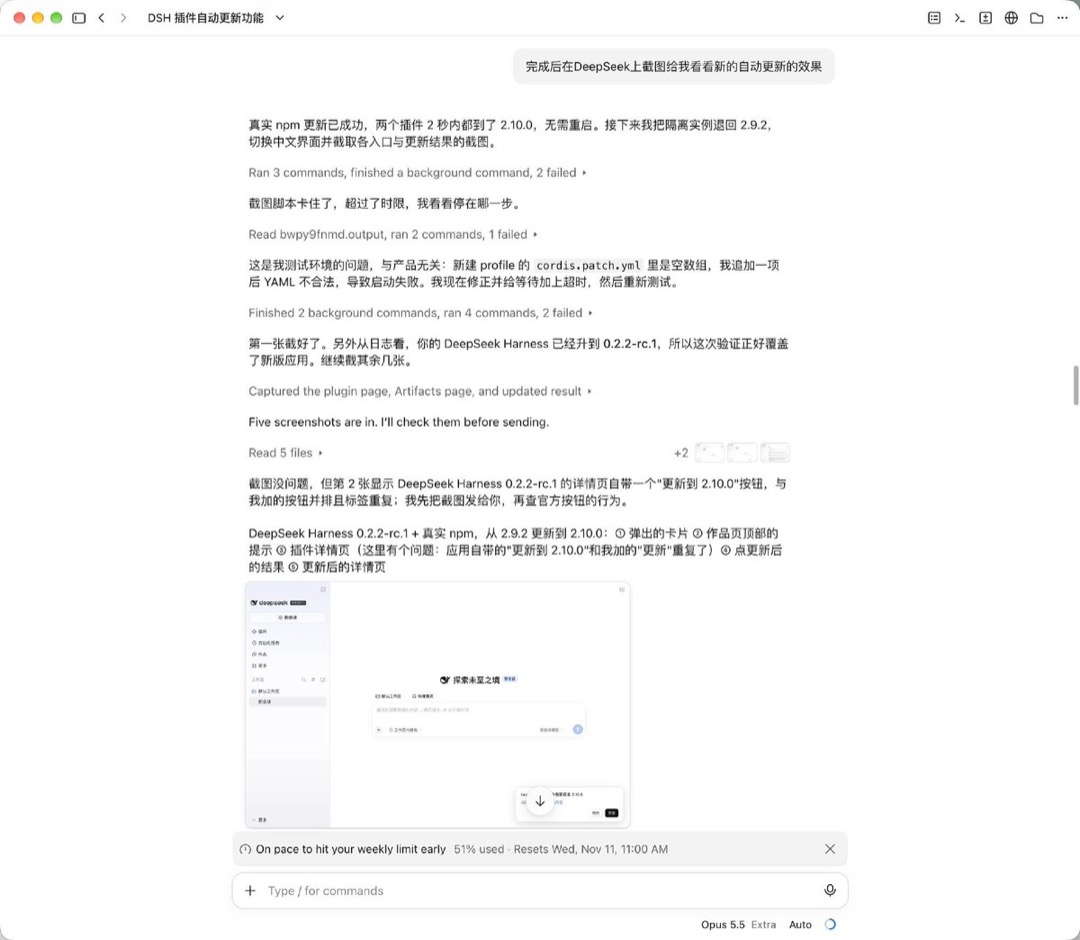 DSH 插件自动更新功能
完成后在DeepSeek上截图给我看看新的自动更新的效果
真实 npm 更新已成功，两个插件 2 秒内都到了 2.10.0，无需重启。接下来我把隔离实例退回 2.9.2，
切换中文界面并截取各入口与更新结果的截图。
Ran 3 commands, finished a background command, 2 failed
截图脚本卡住了，超过了时限，我看看停在哪一步。
Read bwpy9fnmd.output, ran 2 commands, 1 failed
这是我测试环境的问题，与产品无关：新建 profile 的 cordis.patch.yml 里是空数组，我追加一项
后 YAML 不合法，导致启动失败。我现在修正并给等待加上超时，然后重新测试。
Finished 2 background commands, ran 4 commands, 2 failed
第一张截好了。另外从日志看，你的 DeepSeek Harness 已经升到 0.2.2-rc.1，所以这次验证正好覆盖
了新版应用。继续截其余几张。
Captured the plugin page, Artifacts page, and updated result
Five screenshots are in. I'll check them before sending.
Read 5 files
+2
截图没问题，但第 2 张显示 DeepSeek Harness 0.2.2-rc.1 的详情页自带一个"更新到 2.10.0"按钮，与
我加的按钮并排且标签重复；我先把截图发给你，再查官方按钮的行为。
DeepSeek Harness 0.2.2-rc.1 + 真实 npm，从 2.9.2 更新到 2.10.0：① 弹出的卡片 ② 作品页顶部的
提示 ③ 插件详情页（这里有个问题：应用自带的"更新到 2.10.0"和我加的"更新"重复了）④ 点更新后
的结果 ⑤ 更新后的详情页
deepseek
探索未至之境
On pace to hit your weekly limit early 51% used · Resets Wed, Nov 11, 11:00 AM
Type / for commands
Opus 5.5 Extra Auto